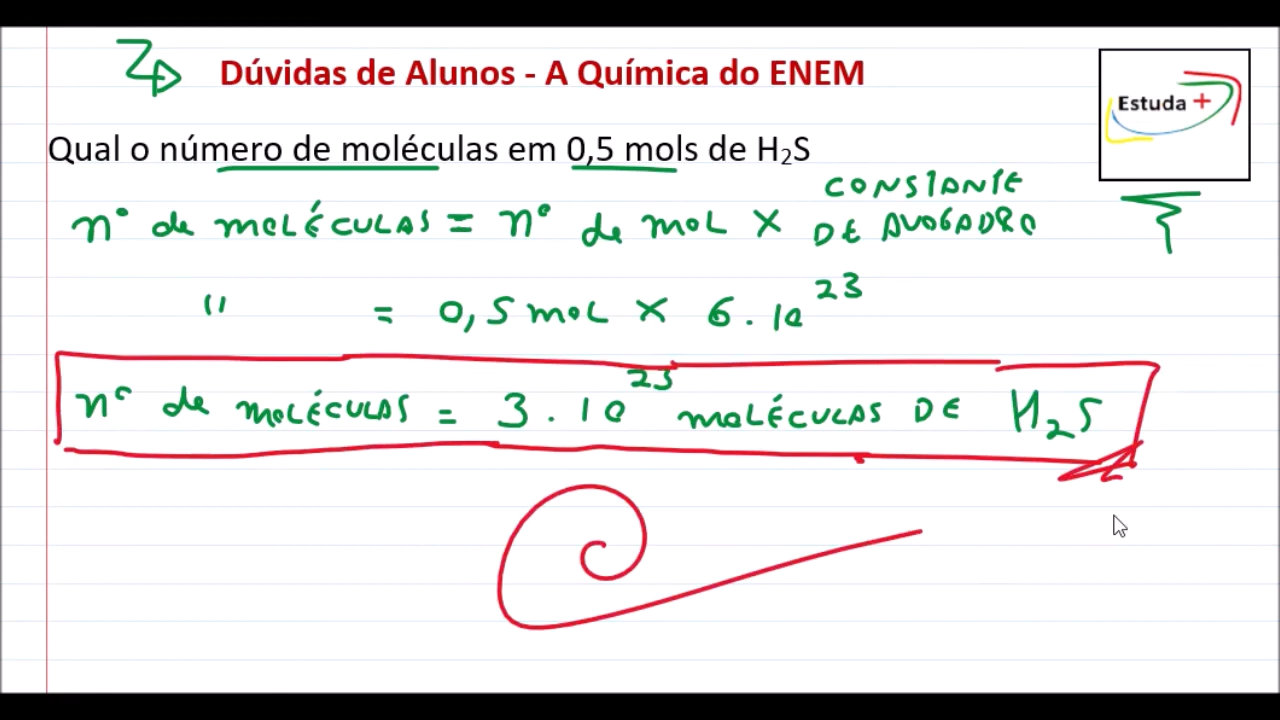 Dúvidas de Alunos - A Química do ENEM
Estuda +
Qual o número de moléculas em 0,5 mols de H₂S
nº de moLÉCULAS = nº de moL X CONSTANTE DE AVOGADRO
" = 0,5 moL X 6.10²³
nº de moLÉCULAS = 3.10²³ moLÉCULAS DE H₂S